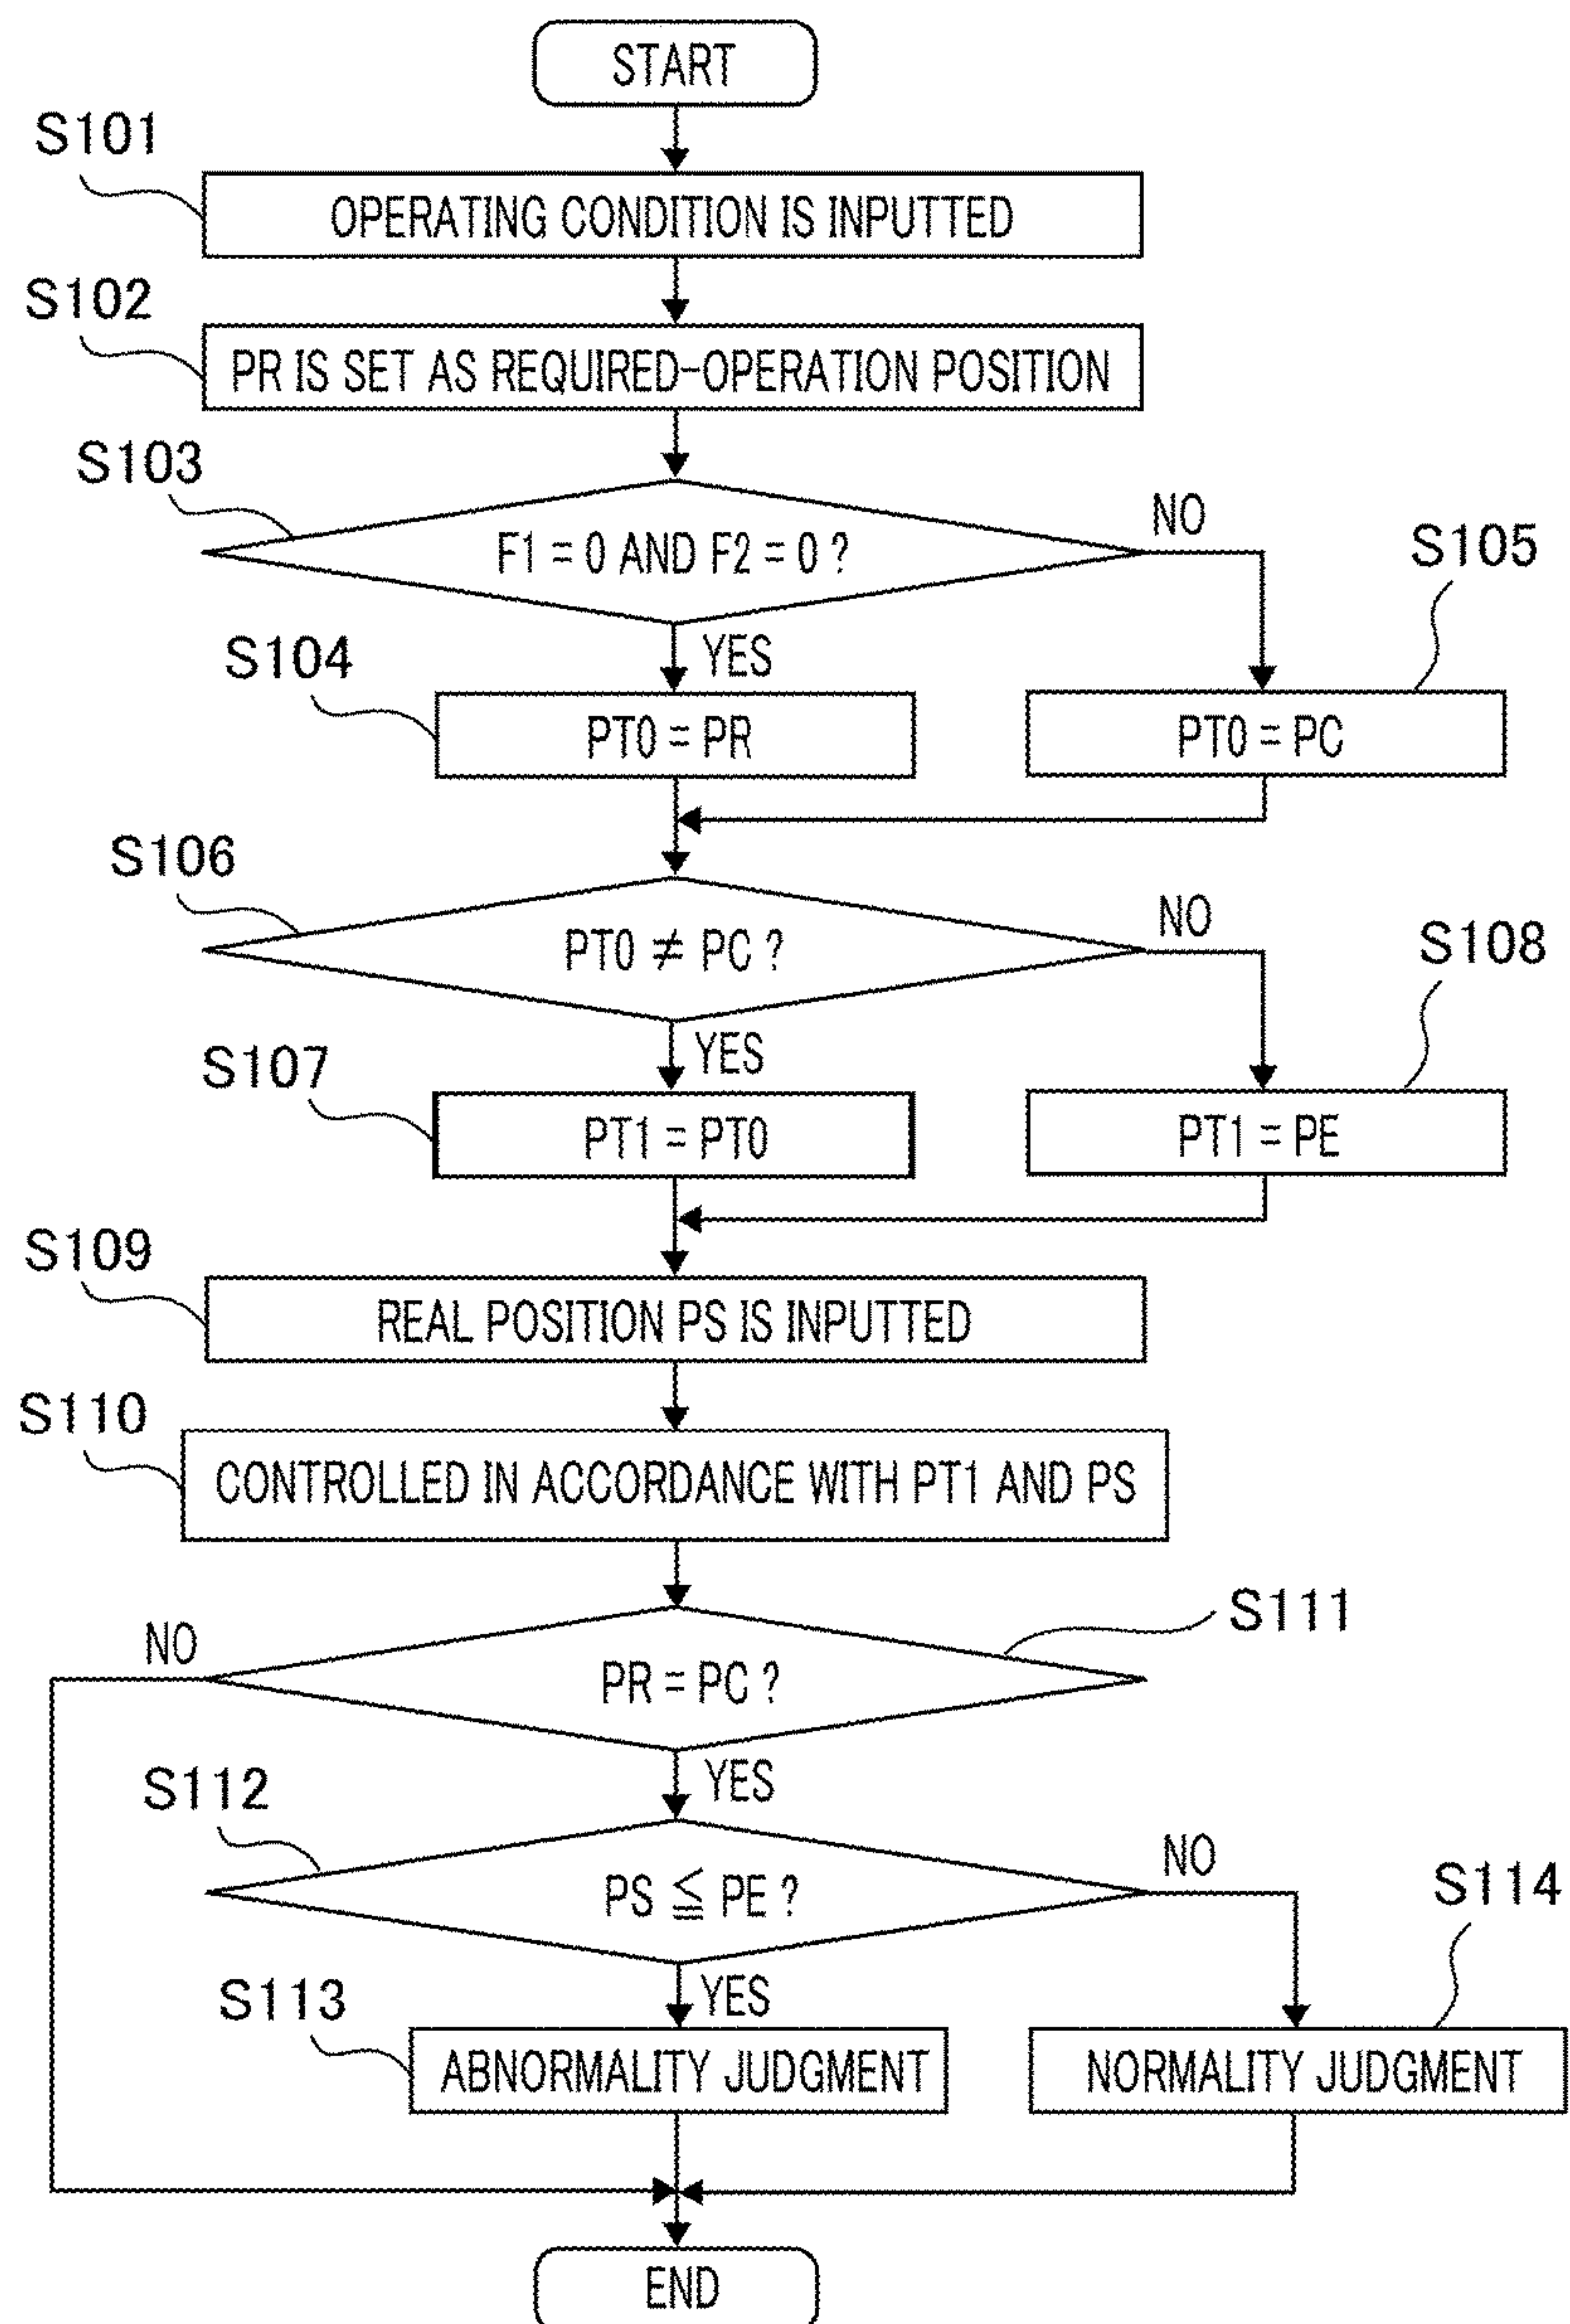 START
S101
OPERATING CONDITION IS INPUTTED
S102
PR IS SET AS REQUIRED-OPERATION POSITION
S103
F1 = 0 AND F2 = 0 ?
NO
S105
YES
S104
PT0 = PR
PT0 = PC
S106
PT0 ≠ PC ?
NO
S108
YES
S107
PT1 = PT0
PT1 = PE
S109
REAL POSITION PS IS INPUTTED
S110
CONTROLLED IN ACCORDANCE WITH PT1 AND PS
S111
NO
PR = PC ?
YES
S112
PS ≦ PE ?
NO
S114
YES
S113
ABNORMALITY JUDGMENT
NORMALITY JUDGMENT
END